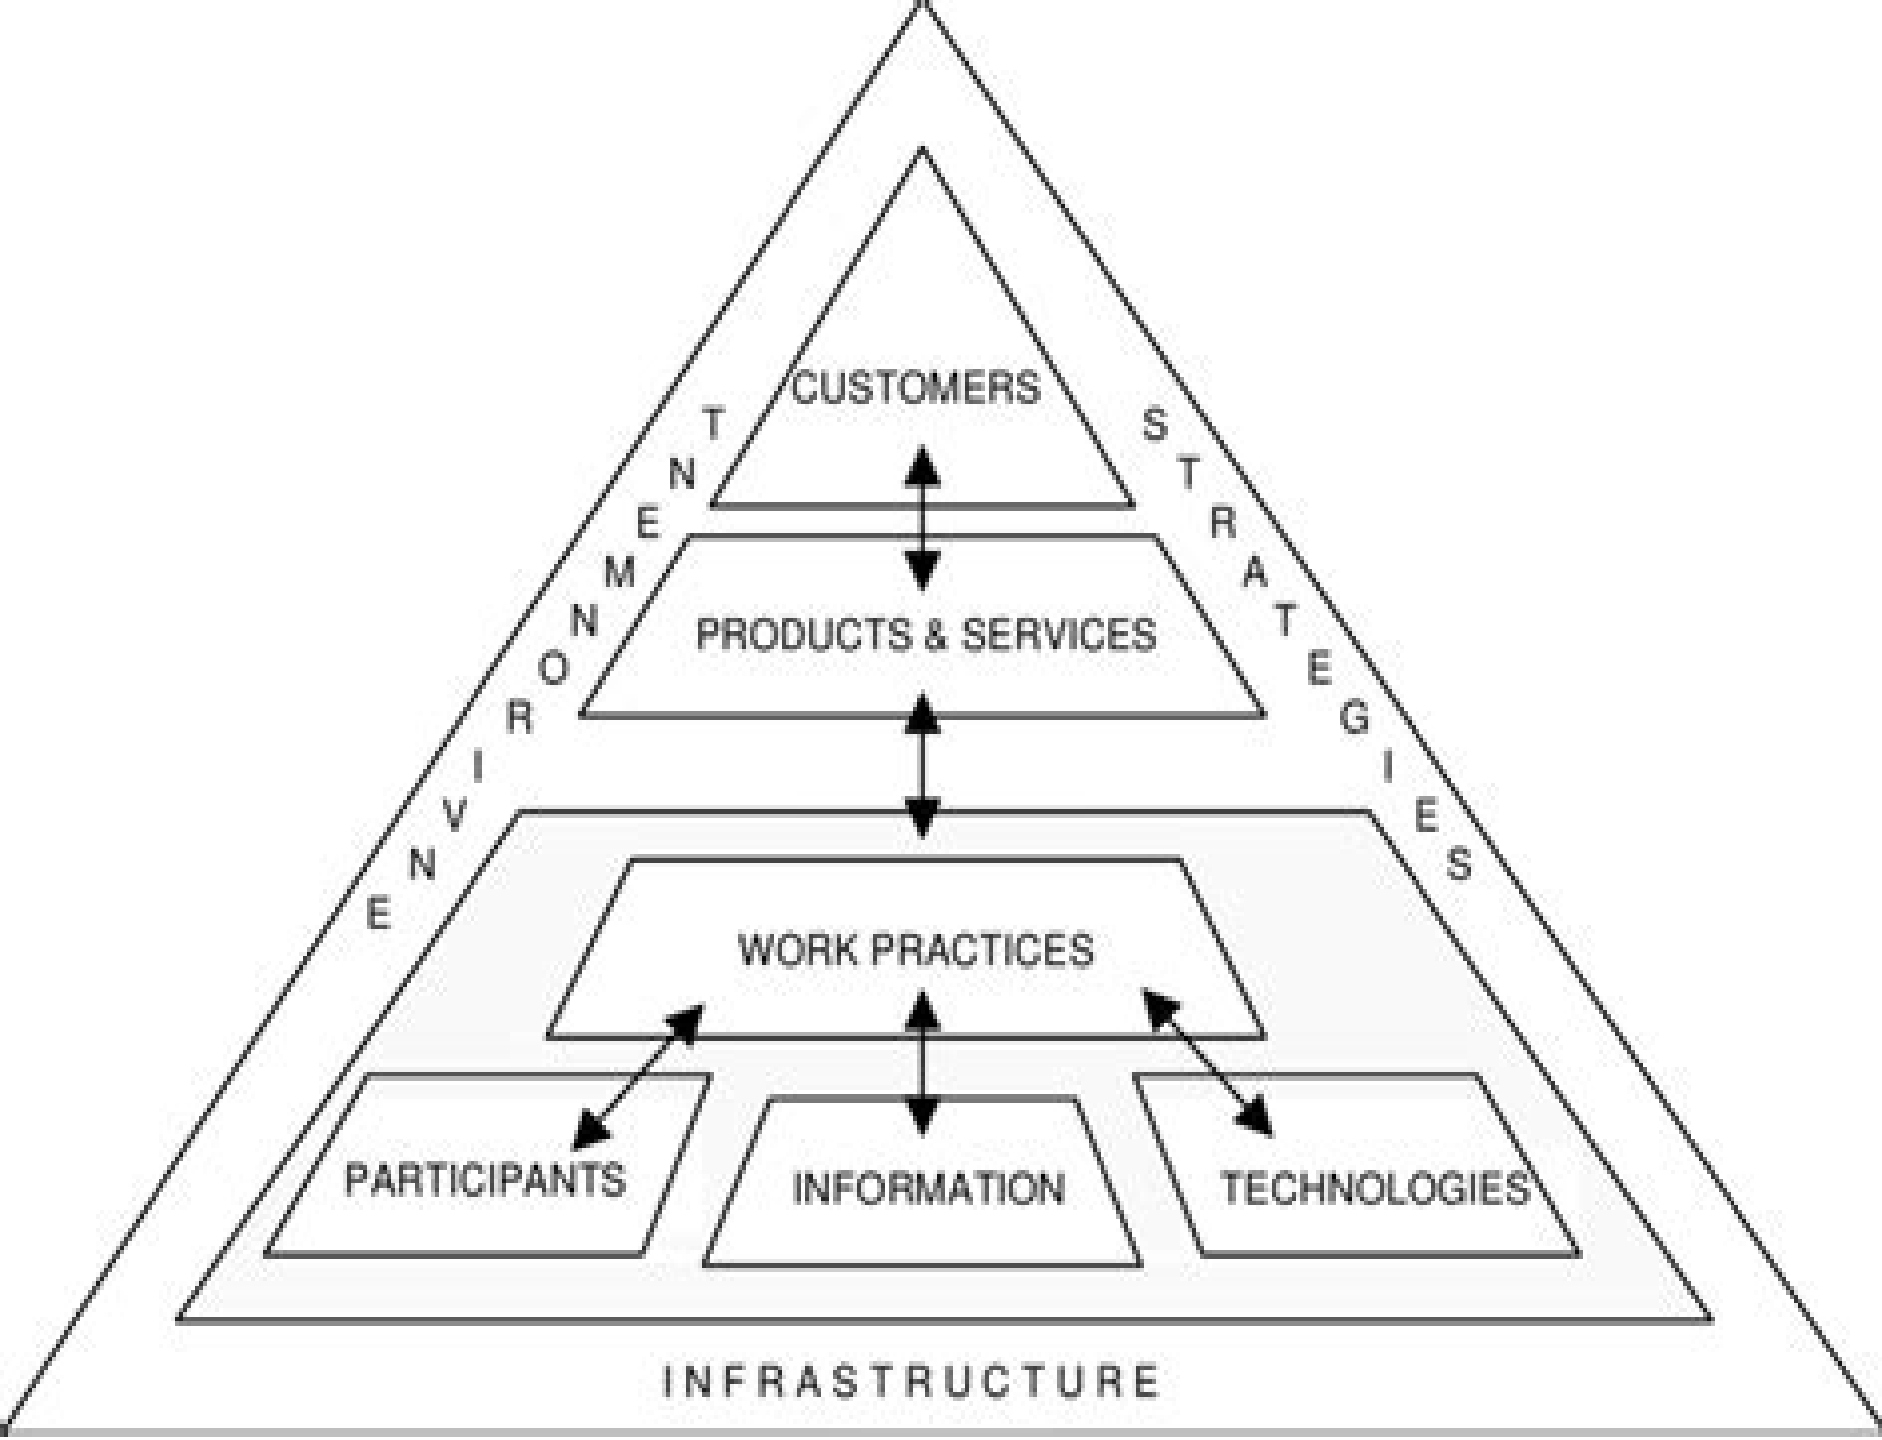 CUSTOMERS
ENVIRONMENT
STRATEGIES
PRODUCTS & SERVICES
WORK PRACTICES
PARTICIPANTS
INFORMATION
TECHNOLOGIES
INFRASTRUCTURE